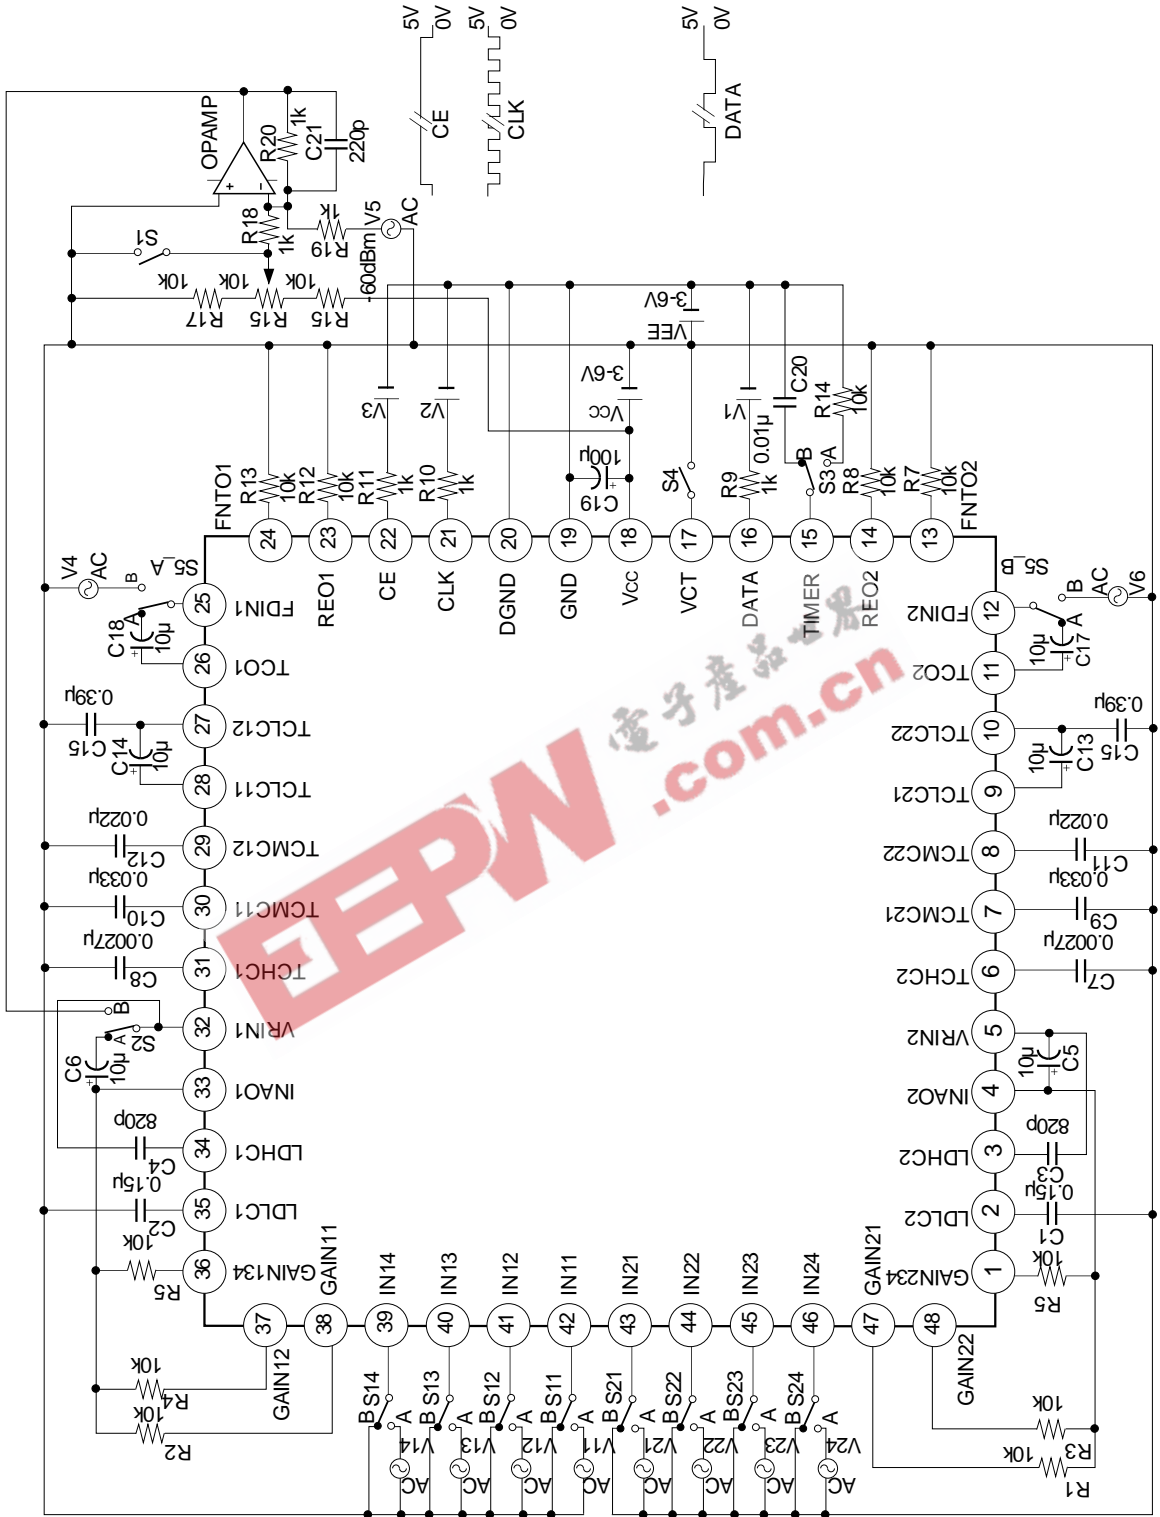 5V
0V
5V
0V
5V
0V
CE
CLK
DATA
OPAMP
+
-
R20
1k
C21
220p
R18
1k
R19
1k
V5
AC
-60dBm
S1
10k
R17
10k
R15
10k
R15
3-6V
VEE
3-6V
Vcc
V3
V2
V1
C20
0.01µ
R14
10k
FNTO1
R13
10k
R12
10k
R11
1k
R10
1k
100µ
C19
+
S4
R9
1k
B
S3
A
R8
10k
R7
10k
FNTO2
24
23
22
21
20
19
18
17
16
15
14
13
REO1
CE
CLK
DGND
GND
Vcc
VCT
DATA
TIMER
REO2
V4
AC
B
S5_A
A
C18
10µ
+
25
FDIN1
26
TCO1
0.39µ
C15
C14
10µ
+
27
TCLC12
28
TCLC11
0.022µ
C12
29
TCMC12
0.033µ
C10
30
TCMC11
0.0027µ
C8
31
TCHC1
B
A
S2
32
VRIN1
C6
10µ
+
33
INAO1
820p
C4
34
LDHC1
0.15µ
C2
35
LDLC1
10k
R5
36
GAIN134
S5_B
B
AC
V6
A
12
FDIN2
10µ
C17
+
11
TCO2
10
TCLC22
0.39µ
C15
10µ
C13
+
9
TCLC21
8
TCMC22
0.022µ
C11
7
TCMC21
0.033µ
C9
6
TCHC2
0.0027µ
C7
5
VRIN2
10µ
C5
+
4
INAO2
3
LDHC2
820p
C3
2
LDLC2
0.15µ
C1
1
GAIN234
10k
R5
電子產品世界
EEPW
.com.cn
GAIN11
IN14
IN13
IN12
IN11
IN21
IN22
IN23
IN24
GAIN21
37
38
39
40
41
42
43
44
45
46
47
48
GAIN12
GAIN22
10k
R4
10k
R2
B
S14
A
V14
AC
B
S13
A
V13
AC
B
S12
A
V12
AC
B
S11
A
V11
AC
B
S21
A
V21
AC
B
S22
A
V22
AC
B
S23
A
V23
AC
B
S24
A
V24
AC
10k
R3
10k
R1